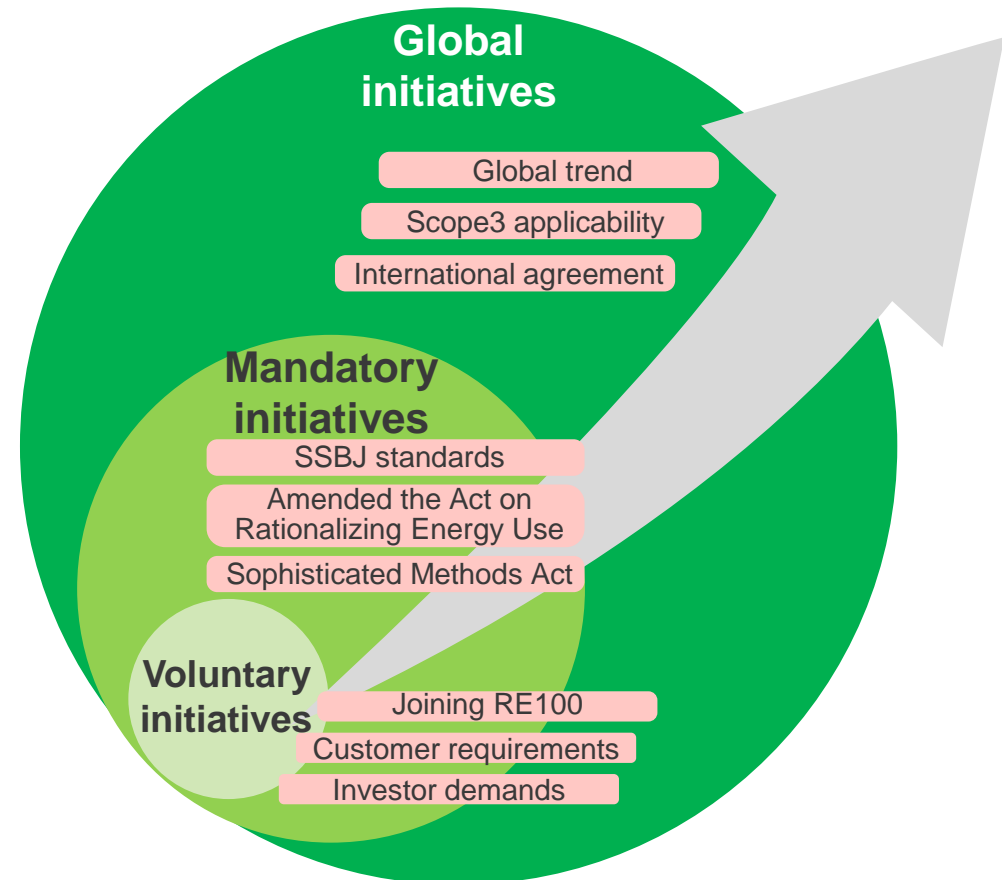 Global
initiatives
Global trend
Scope3 applicability
International agreement
Mandatory
initiatives
SSBJ standards
Amended the Act on
Rationalizing Energy Use
Sophisticated Methods Act
Voluntary
initiatives
Joining RE100
Customer requirements
Investor demands